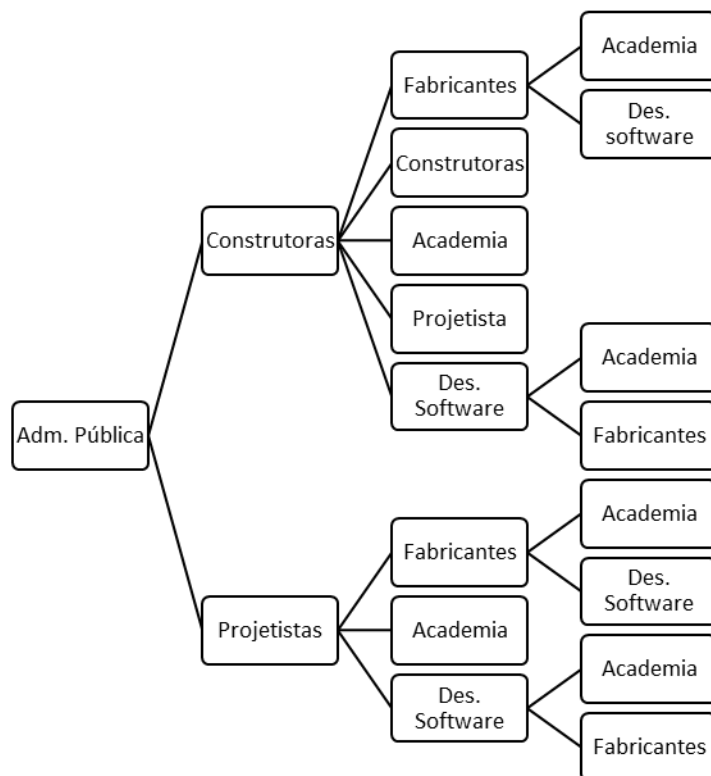 Academia
Fabricantes
Des.
software
Construtoras
Construtoras
Academia
Projetista
Academia
Des.
Software
Adm. Pública
Fabricantes
Academia
Fabricantes
Des.
Software
Projetistas
Academia
Academia
Des.
Software
Fabricantes